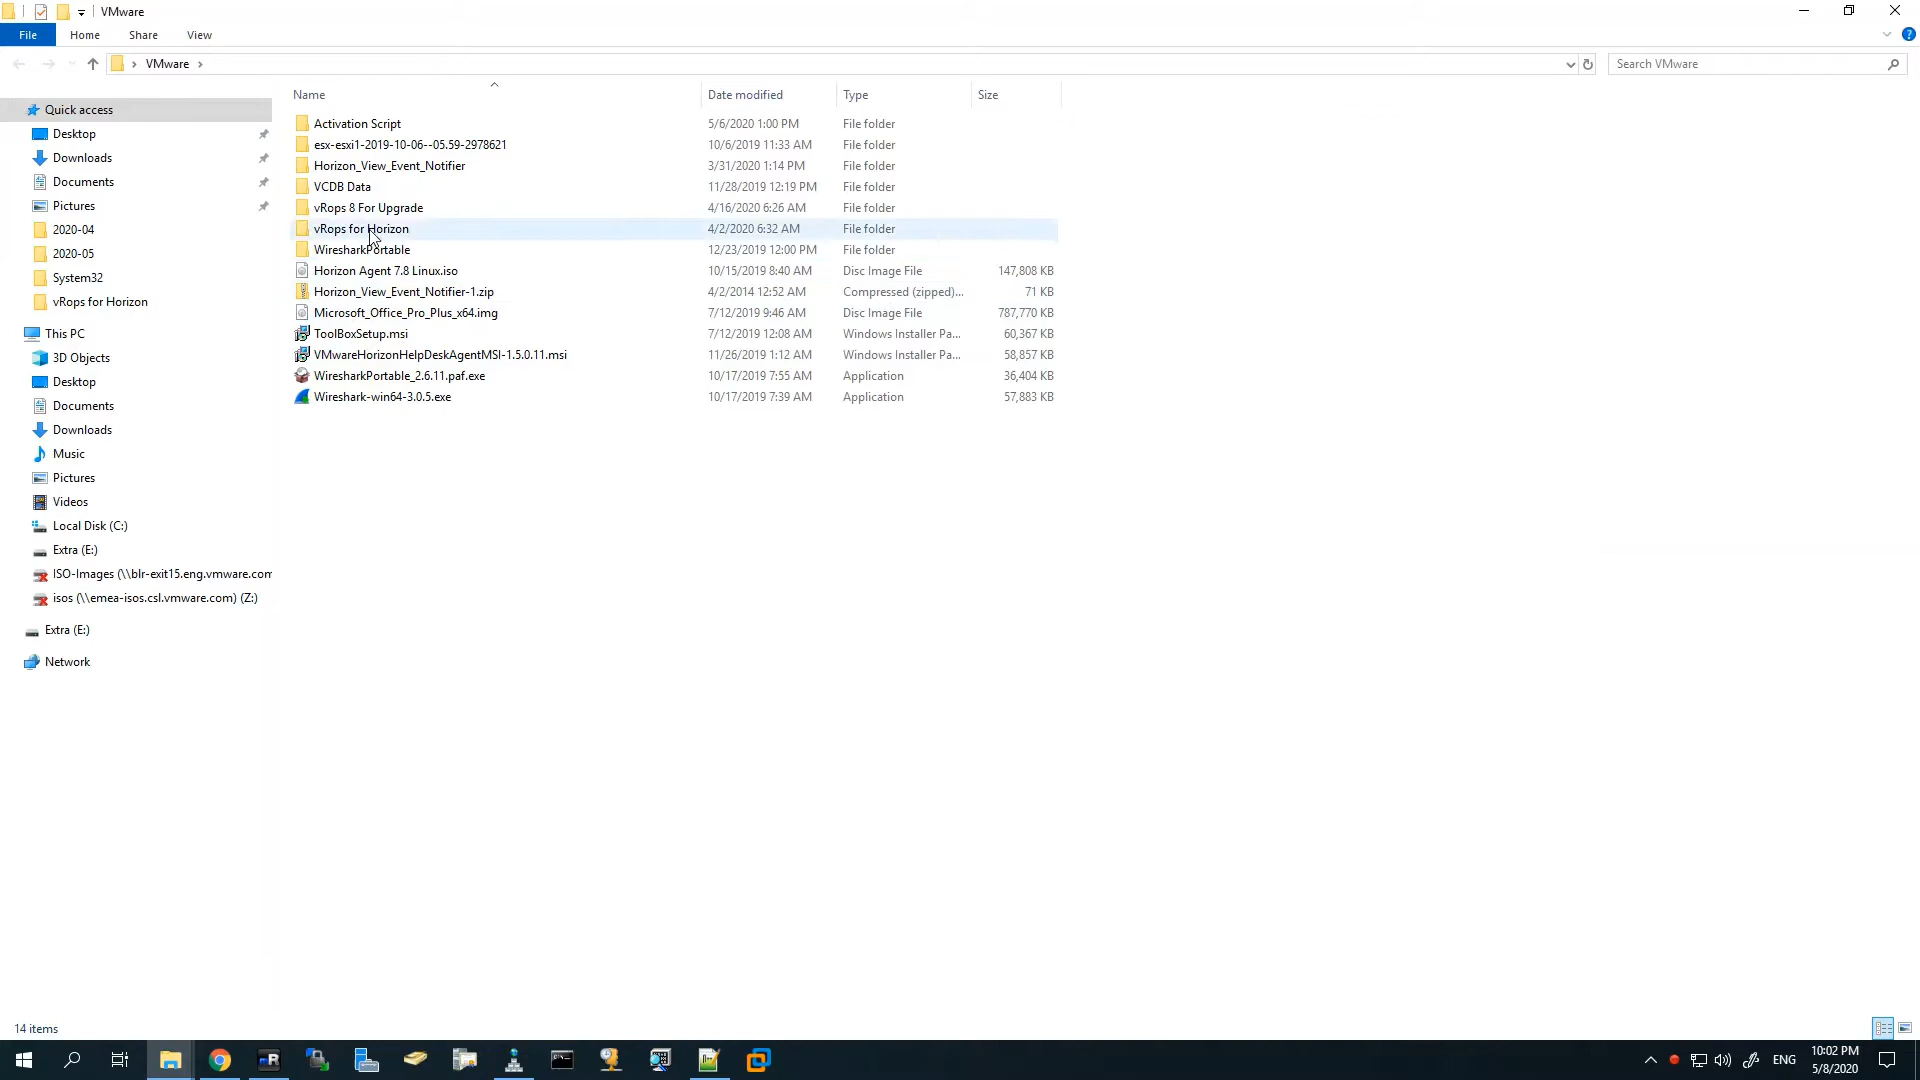 VMware
File Home Share View
VMware
Search VMware
Name Date modified Type Size
Quick access
Desktop
Downloads
Documents
Pictures
2020-04
2020-05
System32
vRops for Horizon
This PC
3D Objects
Desktop
Documents
Downloads
Music
Pictures
Videos
Local Disk (C:)
Extra (E:)
ISO-Images (\\blr-exit15.eng.vmware.com
isos (\\emea-isos.csl.vmware.com) (Z:)
Extra (E:)
Network
Activation Script 5/6/2020 1:00 PM File folder
esx-esxi1-2019-10-06--05.59-2978621 10/6/2019 11:33 AM File folder
Horizon_View_Event_Notifier 3/31/2020 1:14 PM File folder
VCDB Data 11/28/2019 12:19 PM File folder
vRops 8 For Upgrade 4/16/2020 6:26 AM File folder
vRops for Horizon 4/2/2020 6:32 AM File folder
WiresharkPortable 12/23/2019 12:00 PM File folder
Horizon Agent 7.8 Linux.iso 10/15/2019 8:40 AM Disc Image File 147,808 KB
Horizon_View_Event_Notifier-1.zip 4/2/2014 12:52 AM Compressed (zipped)... 71 KB
Microsoft_Office_Pro_Plus_x64.img 7/12/2019 9:46 AM Disc Image File 787,770 KB
ToolBoxSetup.msi 7/12/2019 12:08 AM Windows Installer Pa... 60,367 KB
VMwareHorizonHelpDeskAgentMSI-1.5.0.11.msi 11/26/2019 1:12 AM Windows Installer Pa... 58,857 KB
WiresharkPortable_2.6.11.paf.exe 10/17/2019 7:55 AM Application 36,404 KB
Wireshark-win64-3.0.5.exe 10/17/2019 7:39 AM Application 57,883 KB
14 items
ENG
10:02 PM
5/8/2020